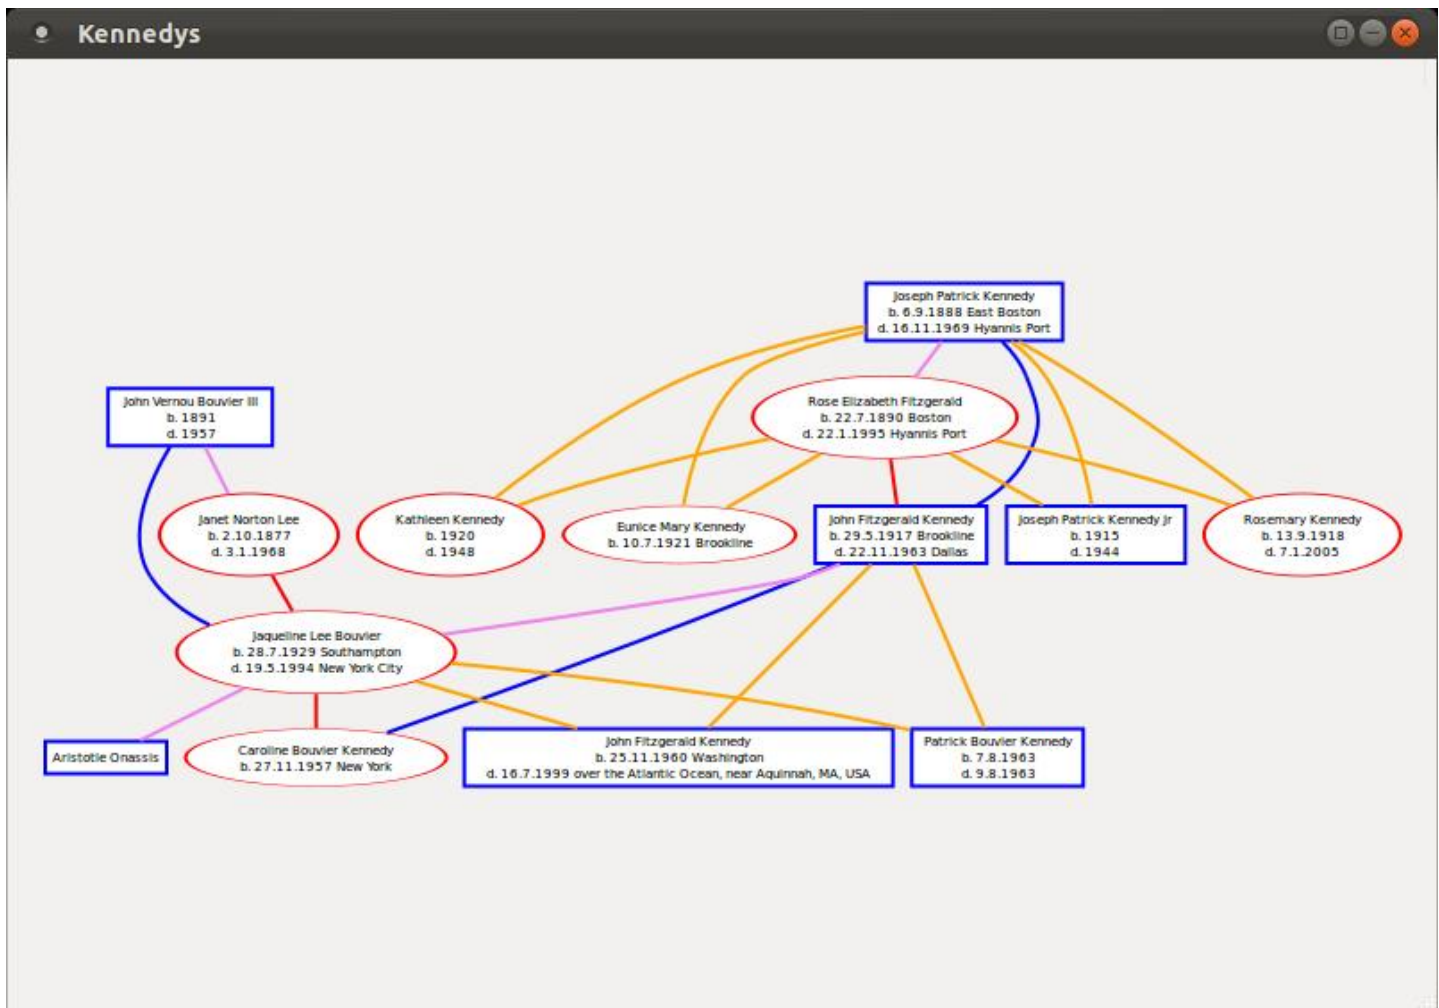 Kennedys
Joseph Patrick Kennedy
b. 6.9.1888 East Boston
d. 16.11.1969 Hyannis Port
John Vernou Bouvier III
b. 1891
d. 1957
Rose Elizabeth Fitzgerald
b. 22.7.1890 Boston
d. 22.1.1995 Hyannis Port
Janet Norton Lee
b. 2.10.1877
d. 3.1.1968
Kathleen Kennedy
b. 1920
d. 1948
Eunice Mary Kennedy
b. 10.7.1921 Brookline
John Fitzgerald Kennedy
b. 29.5.1917 Brookline
d. 22.11.1963 Dallas
Joseph Patrick Kennedy Jr
b. 1915
d. 1944
Rosemary Kennedy
b. 13.9.1918
d. 7.1.2005
Jaqueline Lee Bouvier
b. 28.7.1929 Southampton
d. 19.5.1994 New York City
Aristotle Onassis
Caroline Bouvier Kennedy
b. 27.11.1957 New York
John Fitzgerald Kennedy
b. 25.11.1960 Washington
d. 16.7.1999 over the Atlantic Ocean, near Aquinnah, MA, USA
Patrick Bouvier Kennedy
b. 7.8.1963
d. 9.8.1963